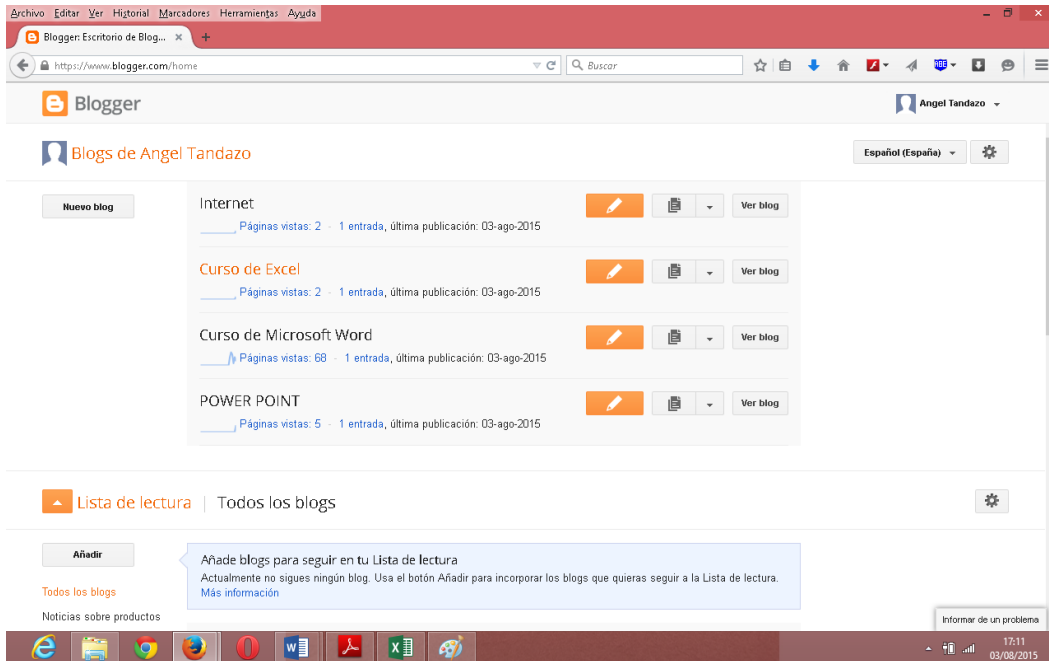 Archivo Editar Ver Historial Marcadores Herramientas Ayuda
Blogger: Escritorio de Blog...
https://www.blogger.com/home
Buscar
Blogger
Angel Tandazo
Blogs de Angel Tandazo
Español (España)
Nuevo blog
Internet
Ver blog
Páginas vistas: 2 - 1 entrada, última publicación: 03-ago-2015
Curso de Excel
Ver blog
Páginas vistas: 2 - 1 entrada, última publicación: 03-ago-2015
Curso de Microsoft Word
Ver blog
Páginas vistas: 68 - 1 entrada, última publicación: 03-ago-2015
POWER POINT
Ver blog
Páginas vistas: 5 - 1 entrada, última publicación: 03-ago-2015
Lista de lectura | Todos los blogs
Añadir
Añade blogs para seguir en tu Lista de lectura
Actualmente no sigues ningún blog. Usa el botón Añadir para incorporar los blogs que quieras seguir a la Lista de lectura.
Más información
Todos los blogs
Noticias sobre productos
Informar de un problema
17:11
03/08/2015